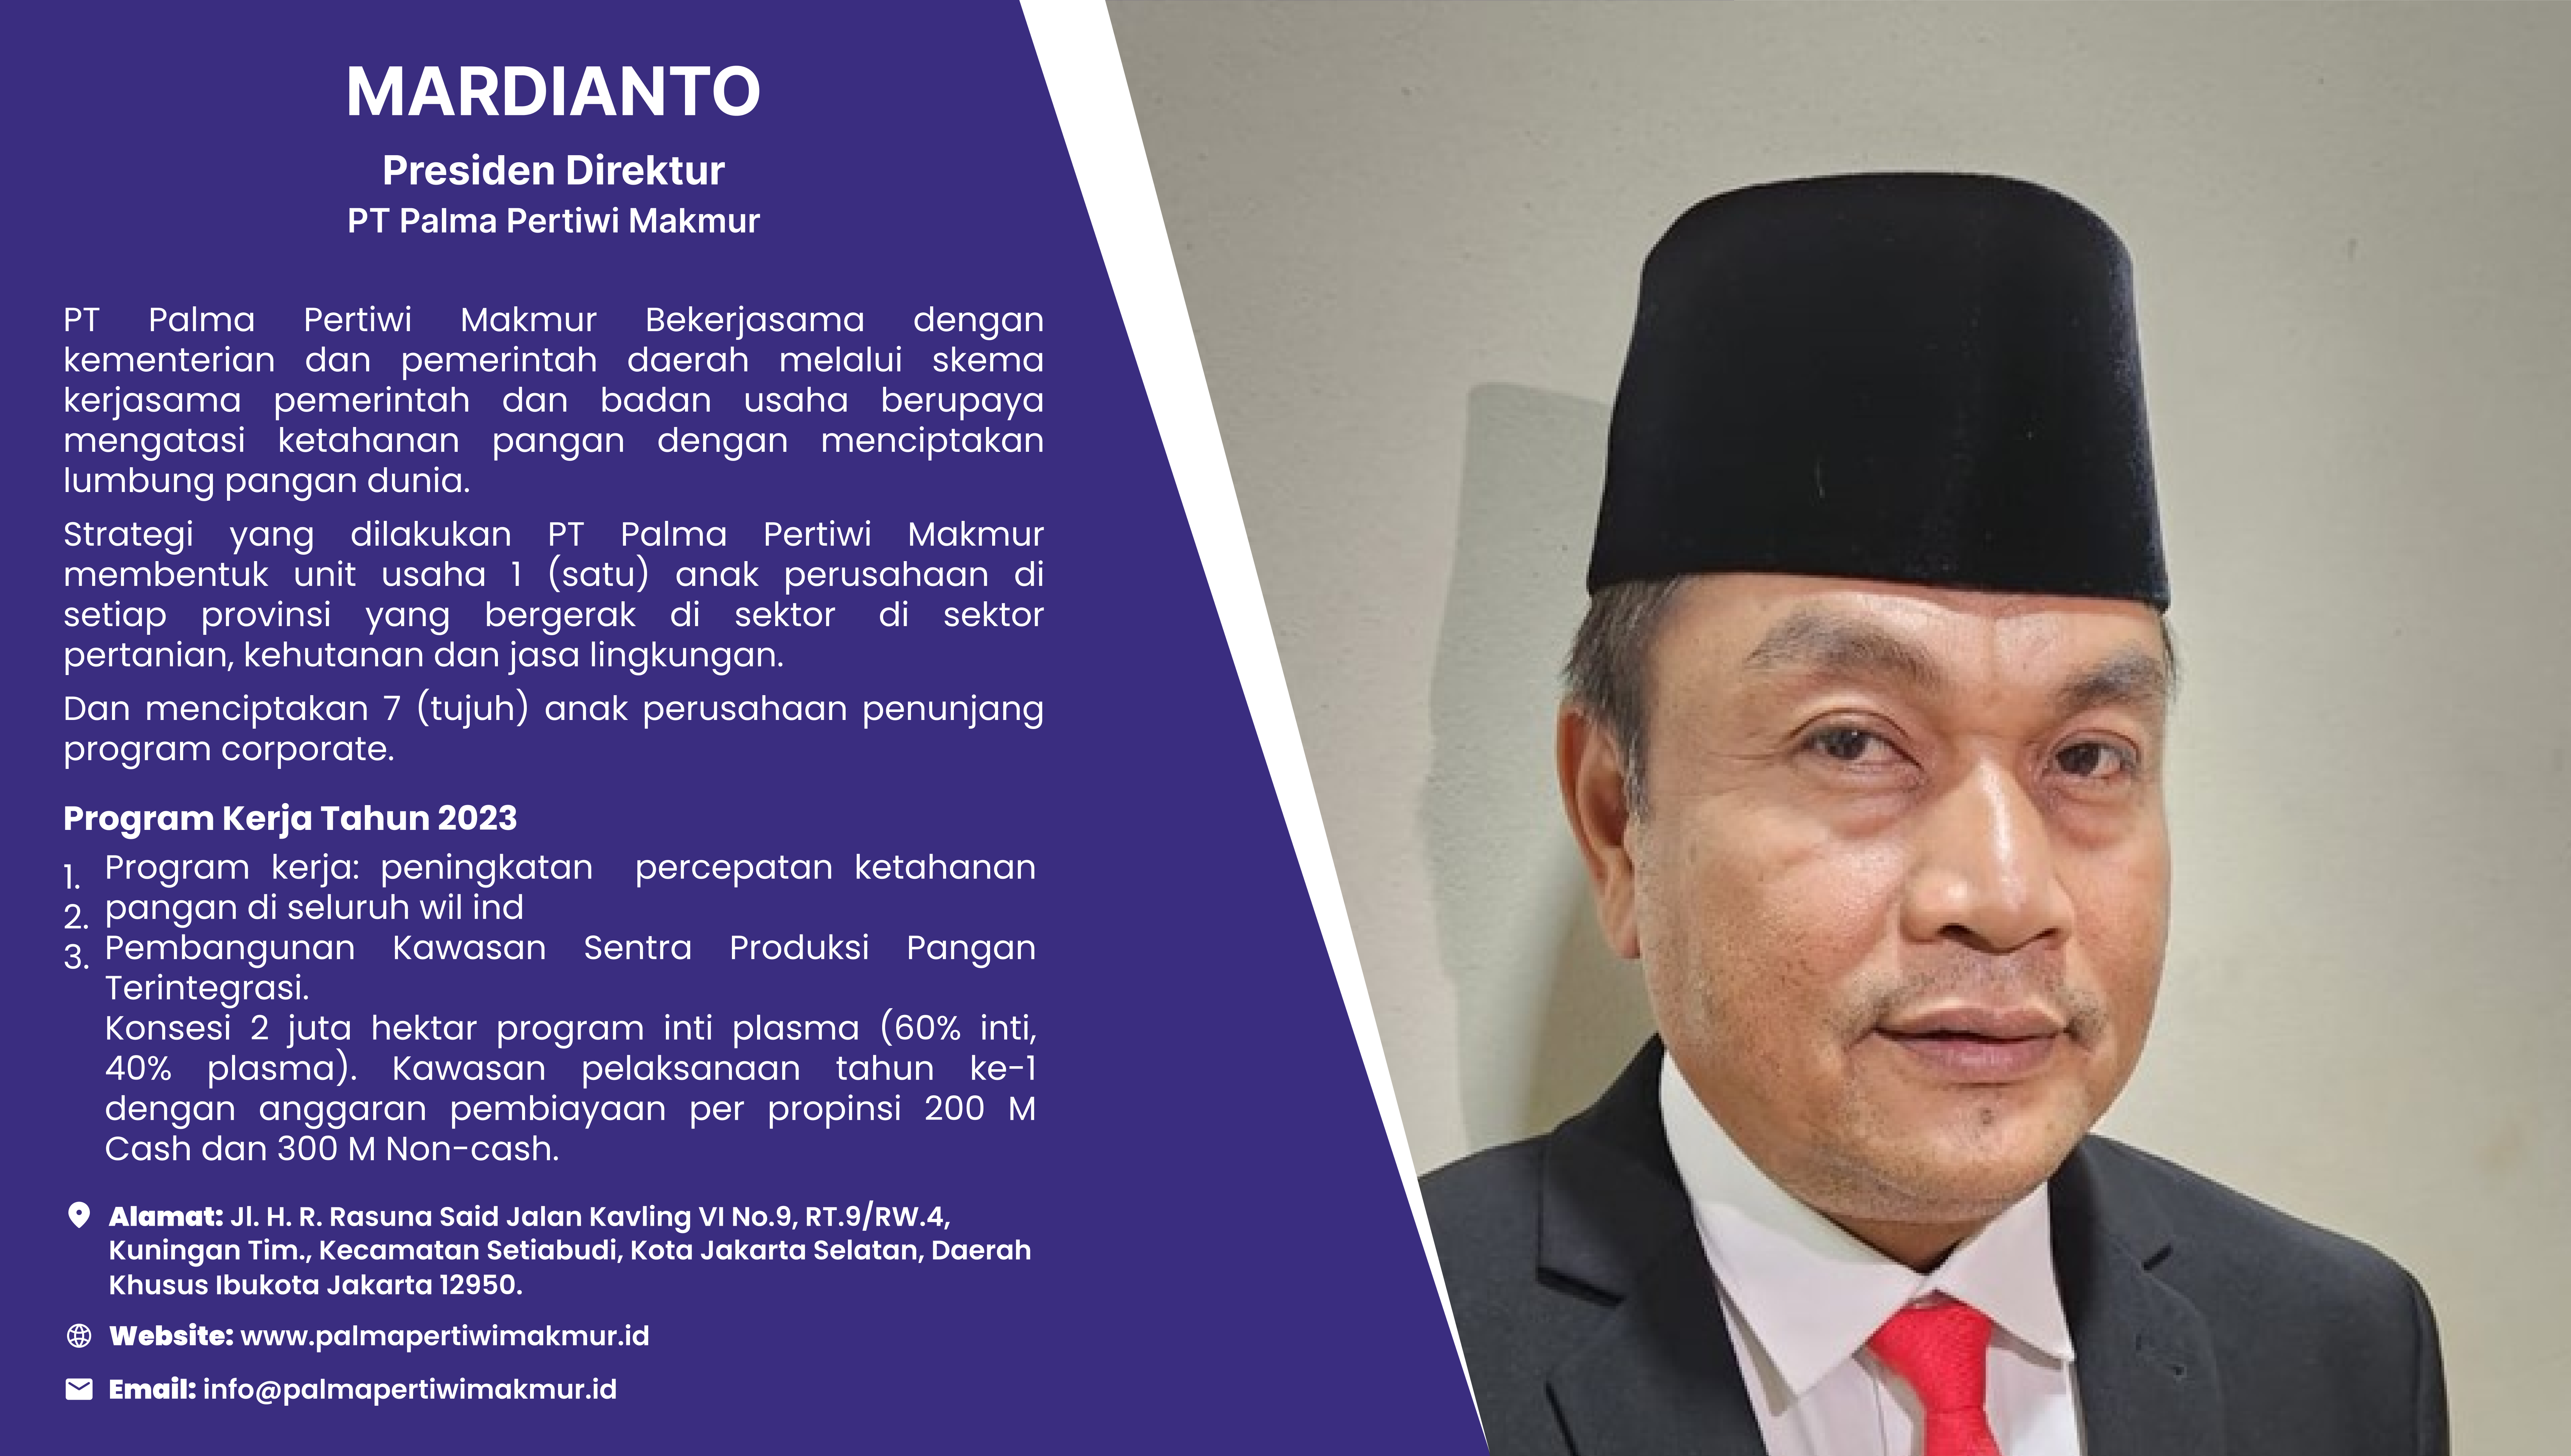 MARDIANTO
Presiden Direktur
PT Palma Pertiwi Makmur
PT Palma Pertiwi Makmur Bekerjasama dengan
kementerian dan pemerintah daerah melalui skema
kerjasama pemerintah dan badan usaha berupaya
mengatasi ketahanan pangan dengan menciptakan
lumbung pangan dunia.
Strategi yang dilakukan PT Palma Pertiwi Makmur
membentuk unit usaha 1 (satu) anak perusahaan di
setiap provinsi yang bergerak di sektor di sektor
pertanian, kehutanan dan jasa lingkungan.
Dan menciptakan 7 (tujuh) anak perusahaan penunjang
program corporate.
Program Kerja Tahun 2023
1. Program kerja: peningkatan percepatan ketahanan
2. pangan di seluruh wil ind
3. Pembangunan Kawasan Sentra Produksi Pangan
Terintegrasi.
Konsesi 2 juta hektar program inti plasma (60% inti,
40% plasma). Kawasan pelaksanaan tahun ke-1
dengan anggaran pembiayaan per propinsi 200 M
Cash dan 300 M Non-cash.
Alamat: Jl. H. R. Rasuna Said Jalan Kavling VI No.9, RT.9/RW.4,
Kuningan Tim., Kecamatan Setiabudi, Kota Jakarta Selatan, Daerah
Khusus Ibukota Jakarta 12950.
Website: www.palmapertiwimakmur.id
Email: info@palmapertiwimakmur.id